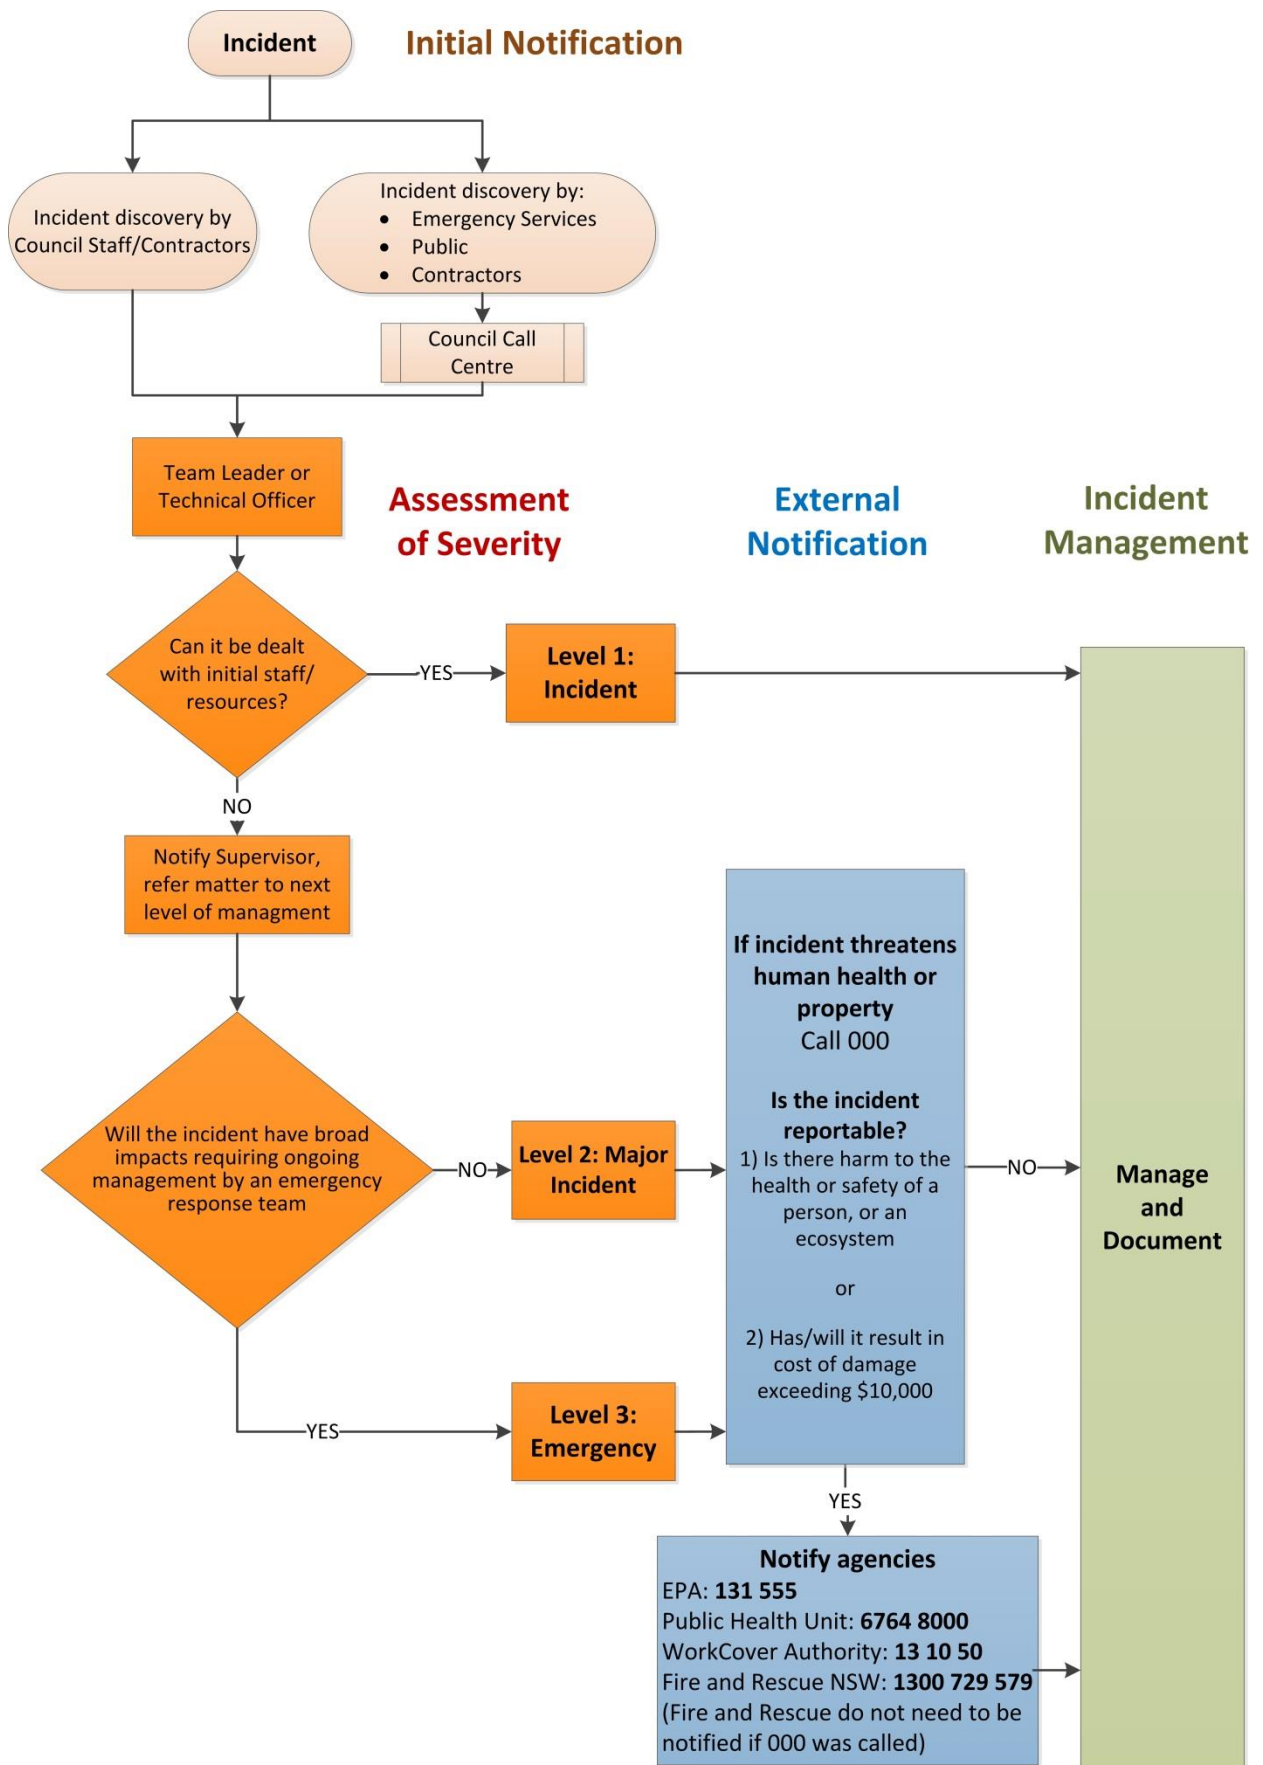 Incident
Initial Notification
Incident discovery by
Council Staff/Contractors
Incident discovery by:
• Emergency Services
• Public
• Contractors
Council Call
Centre
Team Leader or
Technical Officer
Assessment
of Severity
External
Notification
Incident
Management
Can it be dealt
with initial staff/
resources?
YES
Level 1:
Incident
NO
Notify Supervisor,
refer matter to next
level of managment
Will the incident have broad
impacts requiring ongoing
management by an emergency
response team
NO
Level 2: Major
Incident
YES
Level 3:
Emergency
If incident threatens
human health or
property
Call 000
Is the incident
reportable?
1) Is there harm to the
health or safety of a
person, or an
ecosystem
or
2) Has/will it result in
cost of damage
exceeding $10,000
NO
Manage
and
Document
YES
Notify agencies
EPA: 131 555
Public Health Unit: 6764 8000
WorkCover Authority: 13 10 50
Fire and Rescue NSW: 1300 729 579
(Fire and Rescue do not need to be
notified if 000 was called)